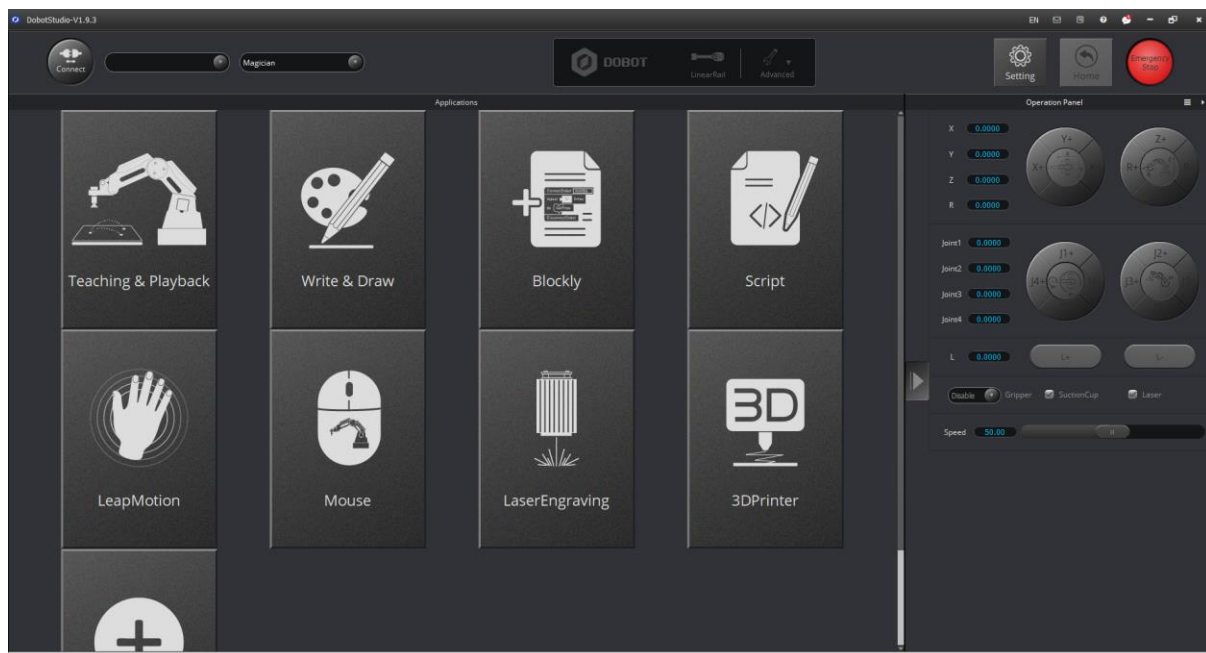 DobotStudio-V1.9.3
EN
Connect
Magician
DOBOT
LinearRail
Advanced
Setting
Home
Emergency
Stop
Applications
Operation Panel
Teaching & Playback
Write & Draw
Blockly
Script
LeapMotion
Mouse
LaserEngraving
3D
3DPrinter
X 0.0000
Y 0.0000
Z 0.0000
R 0.0000
Y+
X+
Z+
R+
Joint1 0.0000
Joint2 0.0000
Joint3 0.0000
Joint4 0.0000
J1+
J4+
J2+
J3+
L 0.0000
L+
L-
Disable Gripper SuctionCup Laser
Speed 50.00